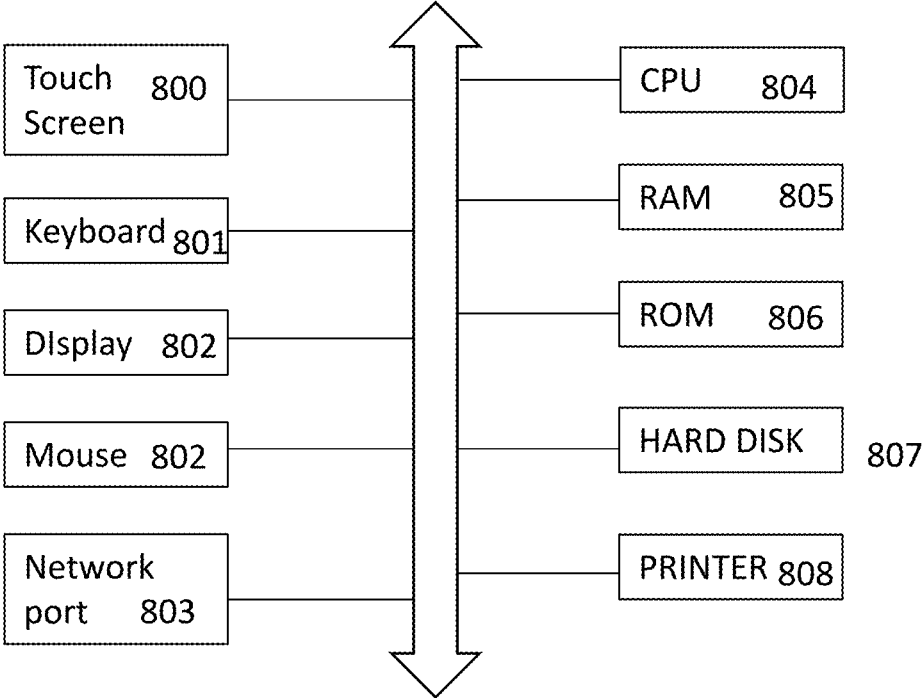 Touch 800
Screen
Keyboard 801
DIsplay 802
Mouse 802
Network
port 803
CPU 804
RAM 805
ROM 806
HARD DISK 807
PRINTER 808